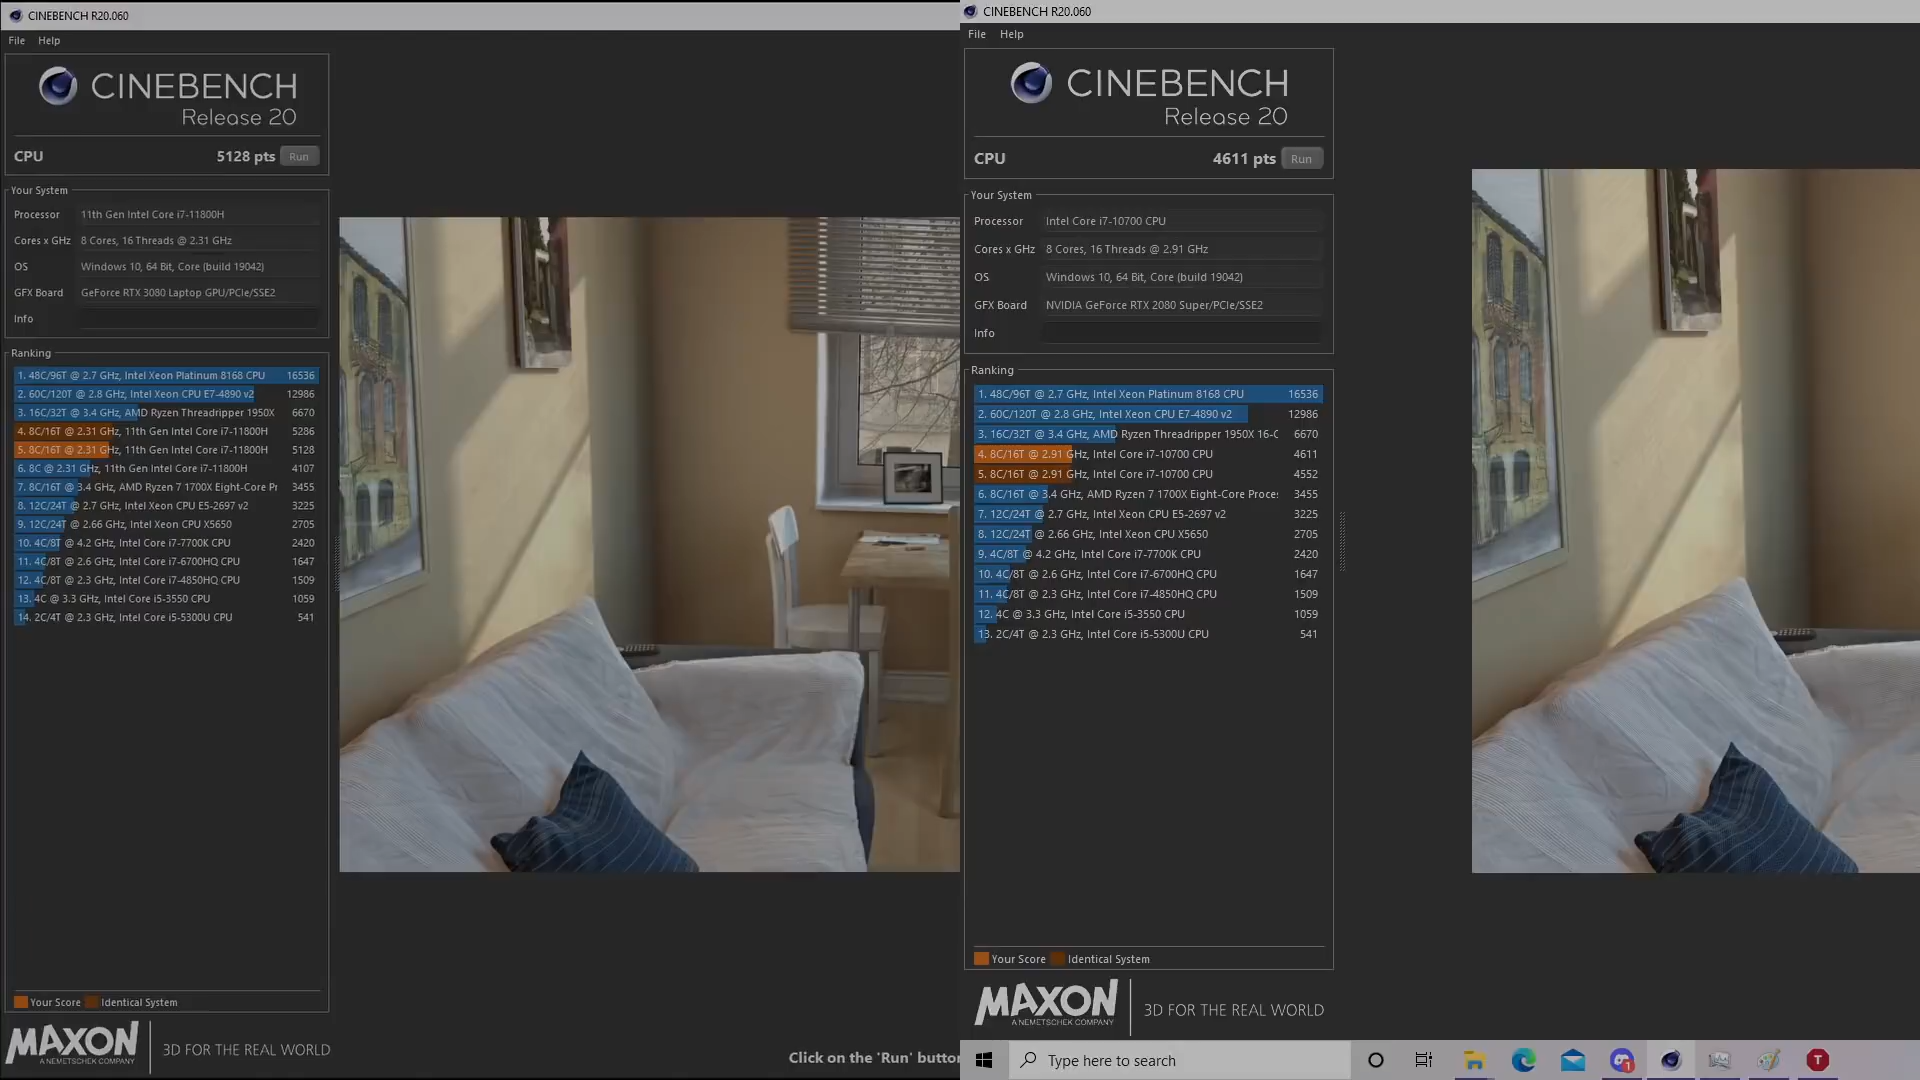 CINEBENCH R20.060
File Help
CINEBENCH
Release 20
CPU 5128 pts Run
Your System
Processor 11th Gen Intel Core i7-11800H
Cores x GHz 8 Cores, 16 Threads @ 2.31 GHz
OS Windows 10, 64 Bit, Core (build 19042)
GFX Board GeForce RTX 3080 Laptop GPU/PCIe/SSE2
Info
Ranking
1. 48C/96T @ 2.7 GHz, Intel Xeon Platinum 8168 CPU 16536
2. 60C/120T @ 2.8 GHz, Intel Xeon CPU E7-4890 v2 12986
3. 16C/32T @ 3.4 GHz, AMD Ryzen Threadripper 1950X 6670
4. 8C/16T @ 2.31 GHz, 11th Gen Intel Core i7-11800H 5286
5. 8C/16T @ 2.31 GHz, 11th Gen Intel Core i7-11800H 5128
6. 8C @ 2.31 GHz, 11th Gen Intel Core i7-11800H 4107
7. 8C/16T @ 3.4 GHz, AMD Ryzen 7 1700X Eight-Core Pr 3455
8. 12C/24T @ 2.7 GHz, Intel Xeon CPU E5-2697 v2 3225
9. 12C/24T @ 2.66 GHz, Intel Xeon CPU X5650 2705
10. 4C/8T @ 4.2 GHz, Intel Core i7-7700K CPU 2420
11. 4C/8T @ 2.6 GHz, Intel Core i7-6700HQ CPU 1647
12. 4C/8T @ 2.3 GHz, Intel Core i7-4850HQ CPU 1509
13. 4C @ 3.3 GHz, Intel Core i5-3550 CPU 1059
14. 2C/4T @ 2.3 GHz, Intel Core i5-5300U CPU 541
Your Score Identical System
MAXON
A NEMETSCHEK COMPANY
3D FOR THE REAL WORLD
Click on the 'Run' button
CINEBENCH R20.060
File Help
CINEBENCH
Release 20
CPU 4611 pts Run
Your System
Processor Intel Core i7-10700 CPU
Cores x GHz 8 Cores, 16 Threads @ 2.91 GHz
OS Windows 10, 64 Bit, Core (build 19042)
GFX Board NVIDIA GeForce RTX 2080 Super/PCIe/SSE2
Info
Ranking
1. 48C/96T @ 2.7 GHz, Intel Xeon Platinum 8168 CPU 16536
2. 60C/120T @ 2.8 GHz, Intel Xeon CPU E7-4890 v2 12986
3. 16C/32T @ 3.4 GHz, AMD Ryzen Threadripper 1950X 16-C 6670
4. 8C/16T @ 2.91 GHz, Intel Core i7-10700 CPU 4611
5. 8C/16T @ 2.91 GHz, Intel Core i7-10700 CPU 4552
6. 8C/16T @ 3.4 GHz, AMD Ryzen 7 1700X Eight-Core Proces 3455
7. 12C/24T @ 2.7 GHz, Intel Xeon CPU E5-2697 v2 3225
8. 12C/24T @ 2.66 GHz, Intel Xeon CPU X5650 2705
9. 4C/8T @ 4.2 GHz, Intel Core i7-7700K CPU 2420
10. 4C/8T @ 2.6 GHz, Intel Core i7-6700HQ CPU 1647
11. 4C/8T @ 2.3 GHz, Intel Core i7-4850HQ CPU 1509
12. 4C @ 3.3 GHz, Intel Core i5-3550 CPU 1059
13. 2C/4T @ 2.3 GHz, Intel Core i5-5300U CPU 541
Your Score Identical System
MAXON
A NEMETSCHEK COMPANY
3D FOR THE REAL WORLD
Type here to search
1
T